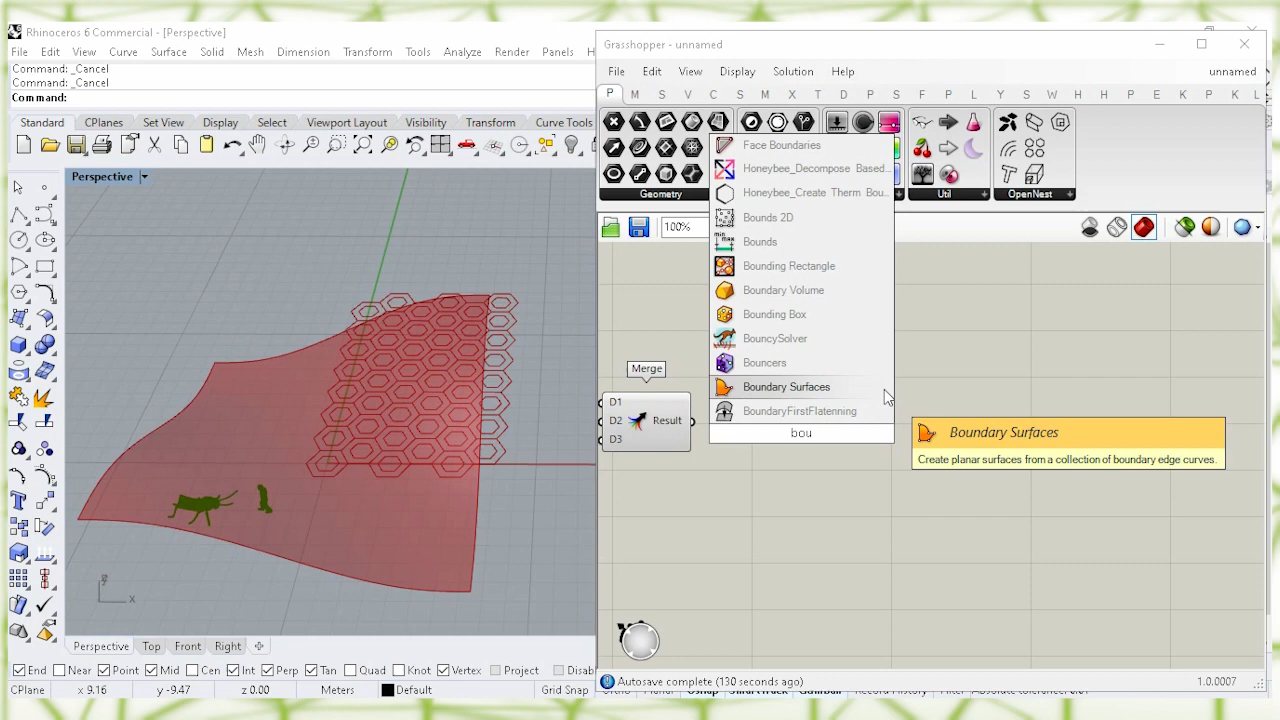 Rhinoceros 6 Commercial - [Perspective]
File Edit View Curve Surface Solid Mesh Dimension Transform Tools Analyze Render Panels H
Command: _Cancel
Command: _Cancel
Command:
Standard CPlanes Set View Display Select Viewport Layout Visibility Transform Curve Tools
Perspective
z
x
Perspective Top Front Right
End Near Point Mid Cen Int Perp Tan Quad Knot Vertex Project Disab
CPlane x 9.16 y -9.47 z 0.00 Meters Default Grid Snap
Grasshopper - unnamed
File Edit View Display Solution Help unnamed
P M S V C S M X T D P S F P L Y S W H H P E K P K L
Geometry Util OpenNest
100%
Face Boundaries
Honeybee_Decompose Based...
Honeybee_Create Therm Bou...
Bounds 2D
min max
Bounds
Bounding Rectangle
Boundary Volume
Bounding Box
BouncySolver
Bouncers
Boundary Surfaces
BoundaryFirstFlatenning
bou
Merge
D1
D2 Result
D3
Boundary Surfaces
Create planar surfaces from a collection of boundary edge curves.
Autosave complete (130 seconds ago) 1.0.0007